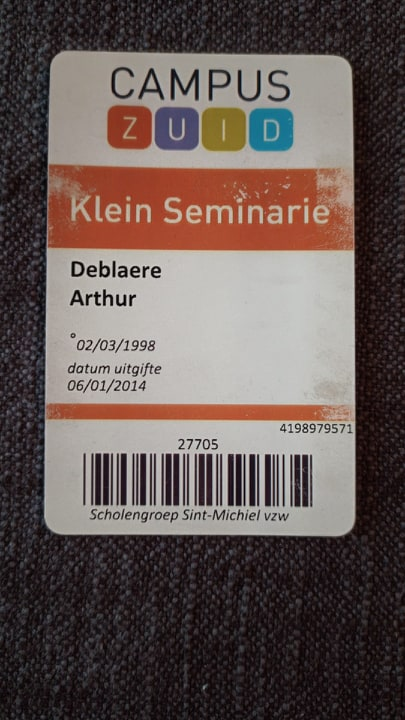 CAMPUS
ZUID
Klein Seminarie
Deblaere
Arthur
°02/03/1998
datum uitgifte
06/01/2014
4198979571
27705
Scholengroep Sint-Michiel vzw